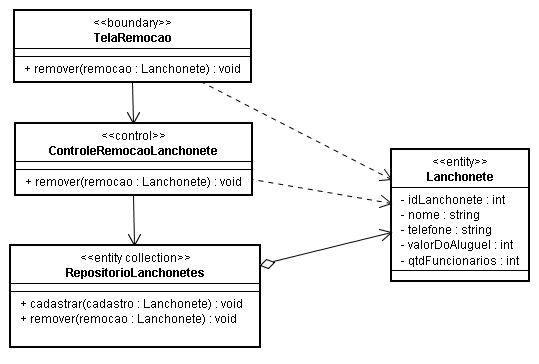 <<boundary>>
TelaRemocao
+ remover(remocao : Lanchonete) : void
<<control>>
ControleRemocaoLanchonete
+ remover(remocao : Lanchonete) : void
<<entity>>
Lanchonete
- idLanchonete : int
- nome : string
- telefone : string
- valorDoAluguel : int
- qtdFuncionarios : int
<<entity collection>>
RepositorioLanchonetes
+ cadastrar(cadastro : Lanchonete) : void
+ remover(remocao : Lanchonete) : void